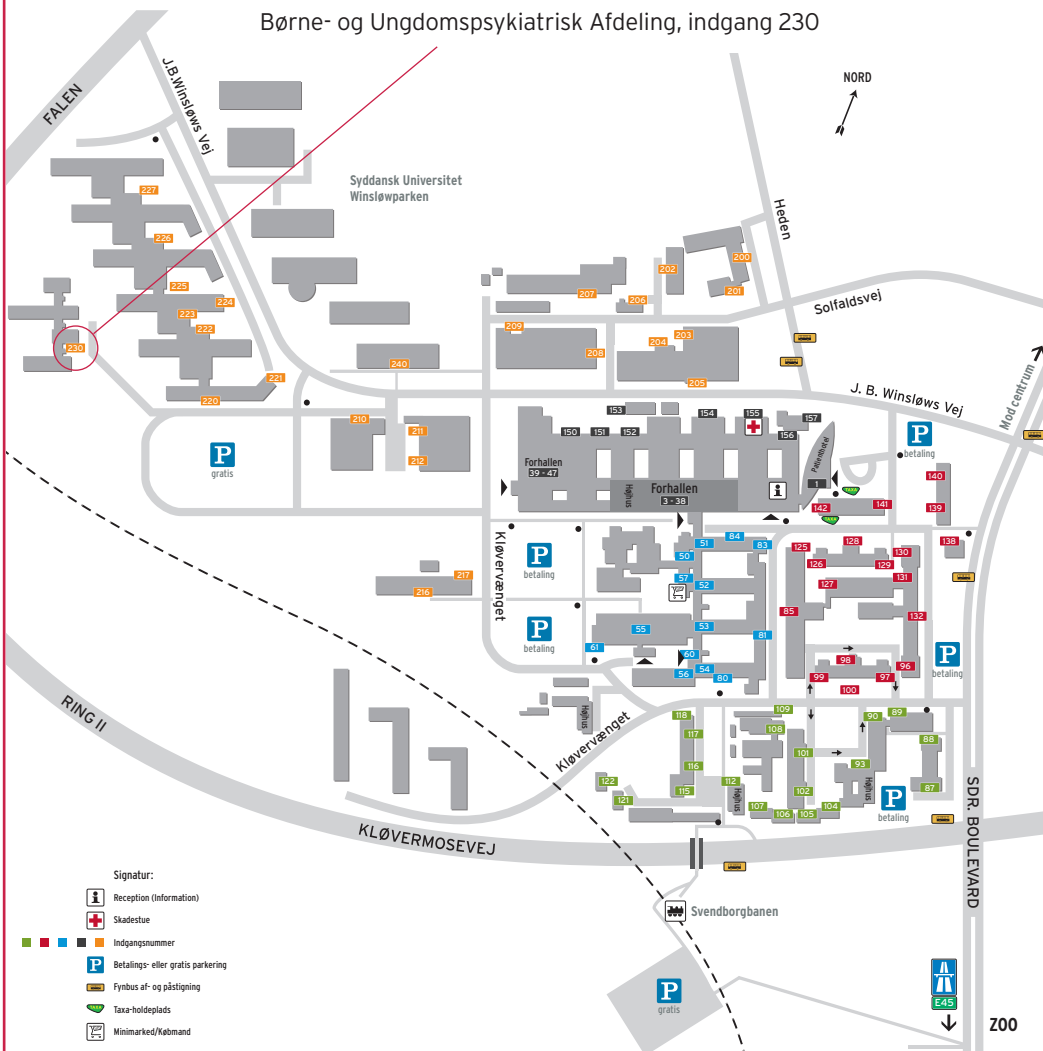 Børne- og Ungdomspsykiatrisk Afdeling, indgang 230
FALEN
J.B.Winsløws Vej
NORD
Syddansk Universitet
Winsløwparken
Heden
Solfaldsvej
J. B. Winsløws Vej
Mod centrum
227
226
225
224
223
222
221
220
230
240
210
211
212
209
208
207
206
202
200
201
203
204
205
P
gratis
153
154
155
157
150
151
152
156
Forhallen
39 - 47
Højhus
Forhallen
3 - 38
i
Patienthotel
1
P
betaling
TAXA
TAXA
142
141
140
139
138
Kløvervænget
217
216
P
betaling
P
betaling
51
84
83
50
57
52
53
55
81
61
60
56
54
80
125
128
130
126
129
127
131
85
132
98
96
99
97
100
P
betaling
RING II
Højhus
Kløvervænget
118
117
116
115
122
121
109
108
101
102
112
Højhus
107
106
105
104
90
89
88
93
87
Højhus
P
betaling
SDR. BOULEVARD
KLØVERMOSEVEJ
Svendborgbanen
P
gratis
E45
ZOO
Signatur:
i Reception (Information)
Skadestue
Indgangsnummer
P Betalings- eller gratis parkering
Fynbus af- og påstigning
TAXA Taxa-holdeplads
Minimarked/Købmand